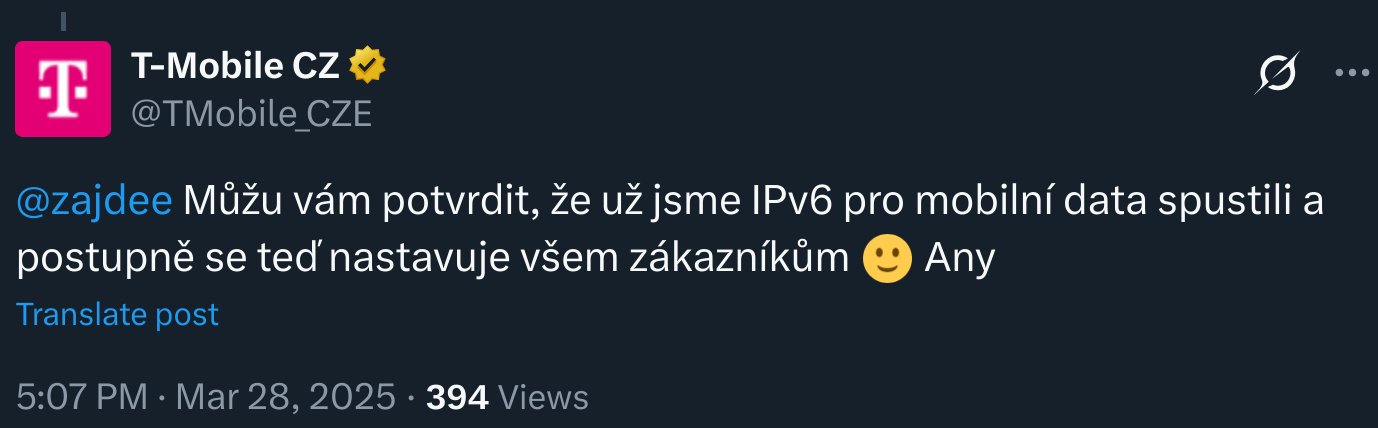 T-Mobile CZ
@TMobile_CZE
@zajdee Můžu vám potvrdit, že už jsme IPv6 pro mobilní data spustili a
postupně se teď nastavuje všem zákazníkům 🙂 Any
Translate post
5:07 PM · Mar 28, 2025 · 394 Views